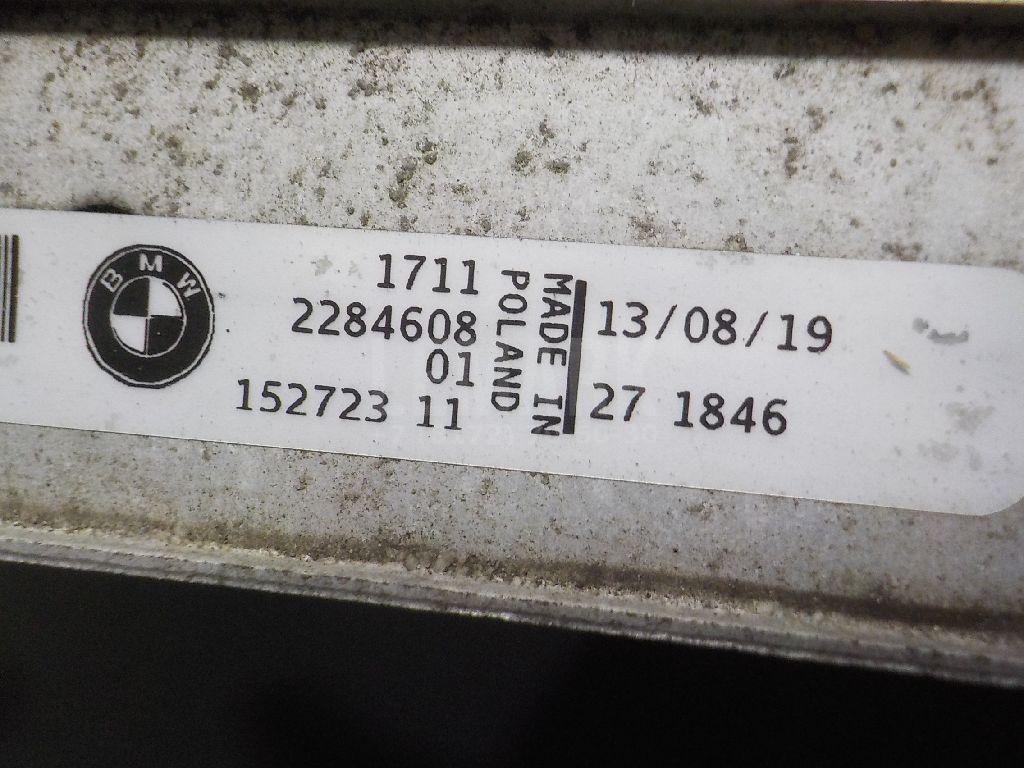 BMW
1711
2284608
01
152723 11
MADE IN
POLAND
13/08/19
27 1846